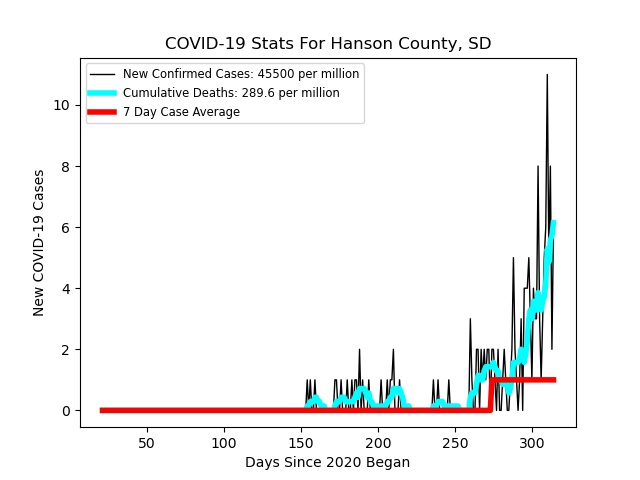 COVID-19 Stats For Hanson County, SD
New Confirmed Cases: 45500 per million
Cumulative Deaths: 289.6 per million
7 Day Case Average
New COVID-19 Cases
10
8
6
4
2
0
50 100 150 200 250 300
Days Since 2020 Began